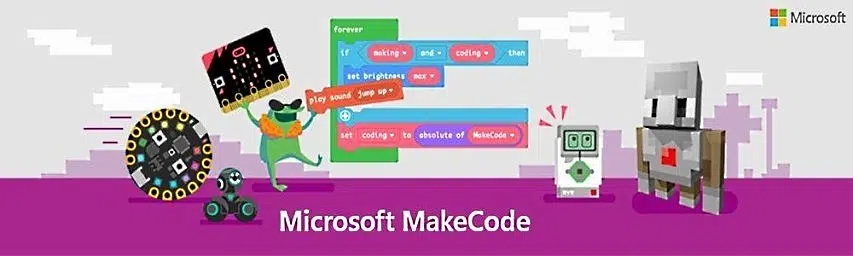 Microsoft
forever
if making and coding then
set brightness max
play sound jump up
set coding to absolute of MakeCode
eve
Microsoft MakeCode